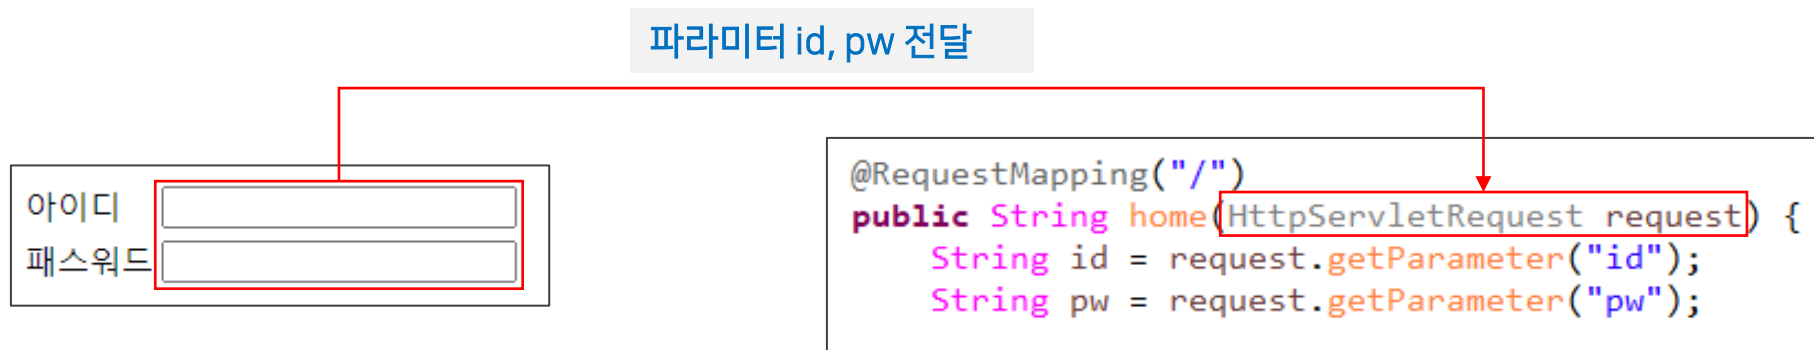 파라미터 id, pw 전달
아이디
패스워드
@RequestMapping("/")
public String home(HttpServletRequest request) {
String id = request.getParameter("id");
String pw = request.getParameter("pw");